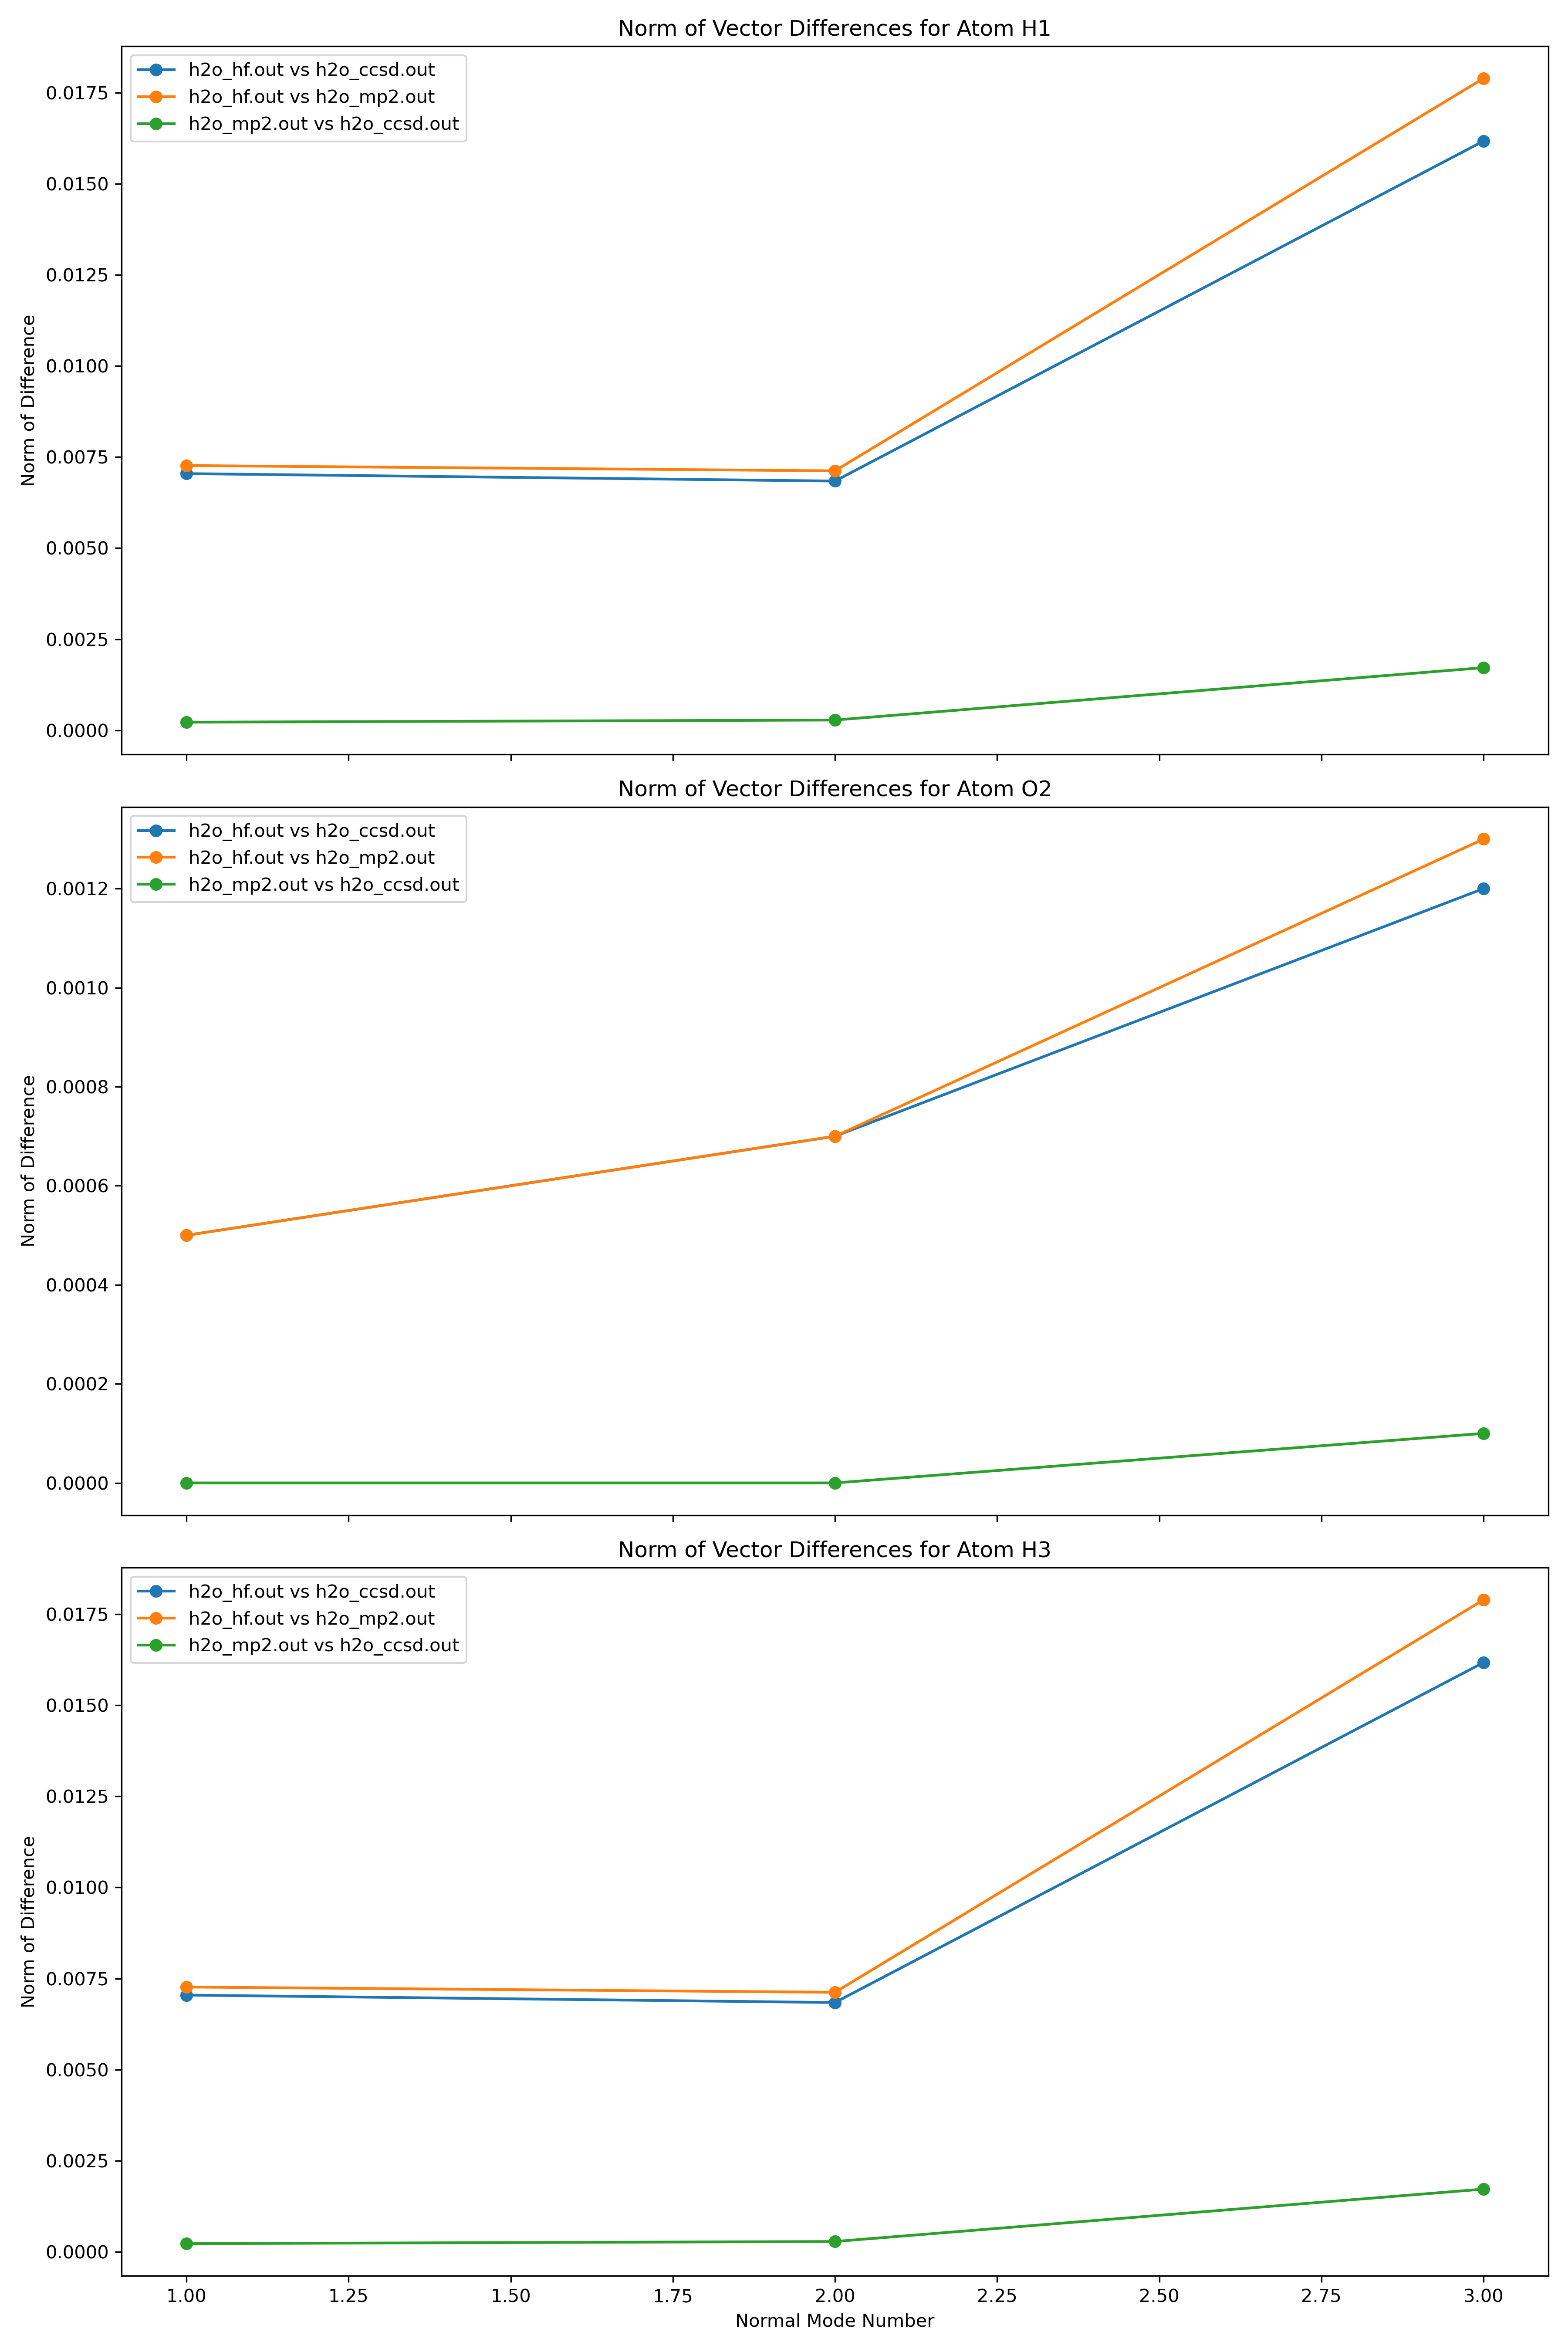 Norm of Vector Differences for Atom H1
h2o_hf.out vs h2o_ccsd.out
h2o_hf.out vs h2o_mp2.out
h2o_mp2.out vs h2o_ccsd.out
Norm of Difference
0.0175
0.0150
0.0125
0.0100
0.0075
0.0050
0.0025
0.0000
Norm of Vector Differences for Atom O2
h2o_hf.out vs h2o_ccsd.out
h2o_hf.out vs h2o_mp2.out
h2o_mp2.out vs h2o_ccsd.out
Norm of Difference
0.0012
0.0010
0.0008
0.0006
0.0004
0.0002
0.0000
Norm of Vector Differences for Atom H3
h2o_hf.out vs h2o_ccsd.out
h2o_hf.out vs h2o_mp2.out
h2o_mp2.out vs h2o_ccsd.out
Norm of Difference
0.0175
0.0150
0.0125
0.0100
0.0075
0.0050
0.0025
0.0000
1.00 1.25 1.50 1.75 2.00 2.25 2.50 2.75 3.00
Normal Mode Number